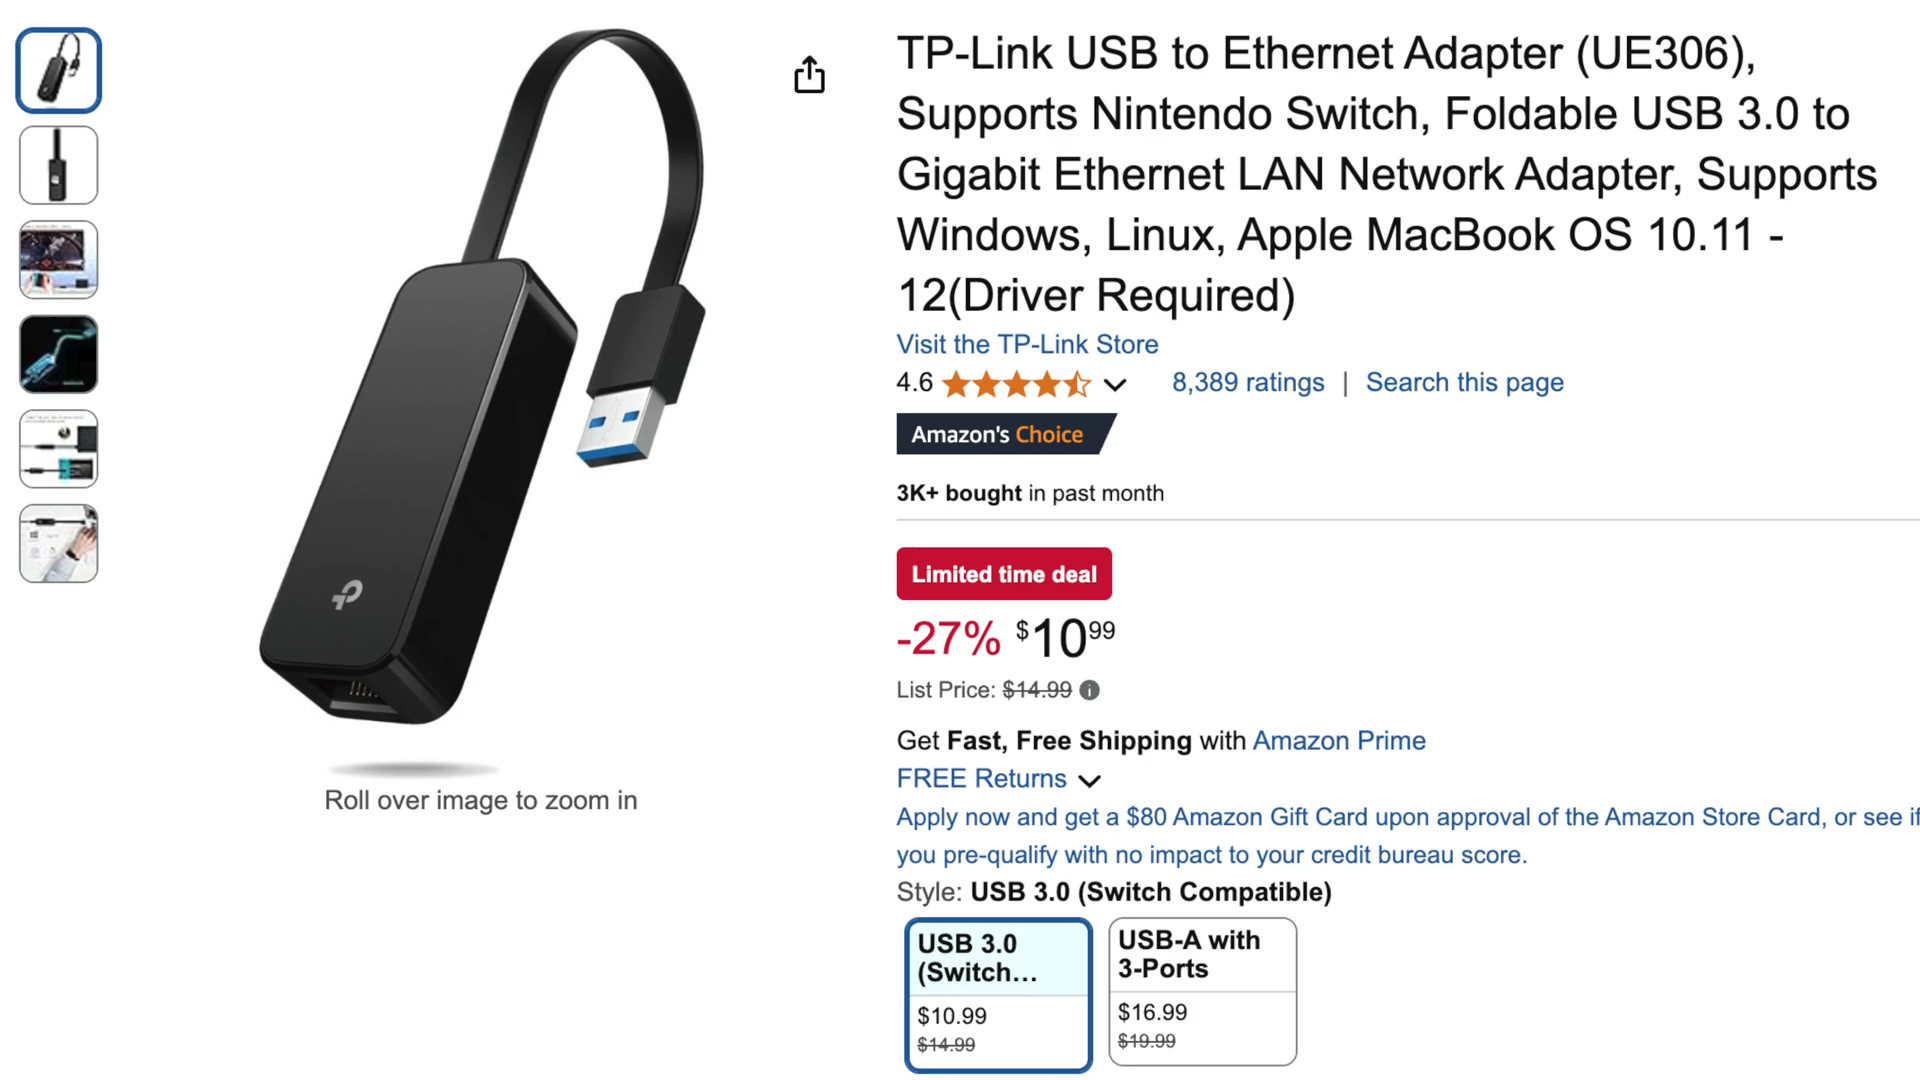 TP-Link USB to Ethernet Adapter (UE306),
Supports Nintendo Switch, Foldable USB 3.0 to
Gigabit Ethernet LAN Network Adapter, Supports
Windows, Linux, Apple MacBook OS 10.11 -
12(Driver Required)
Visit the TP-Link Store
4.6 8,389 ratings | Search this page
Amazon's Choice
3K+ bought in past month
Limited time deal
-27% $1099
List Price: $14.99
Get Fast, Free Shipping with Amazon Prime
FREE Returns
Apply now and get a $80 Amazon Gift Card upon approval of the Amazon Store Card, or see if
you pre-qualify with no impact to your credit bureau score.
Style: USB 3.0 (Switch Compatible)
USB 3.0
(Switch...
$10.99
$14.99
USB-A with
3-Ports
$16.99
$19.99
Roll over image to zoom in